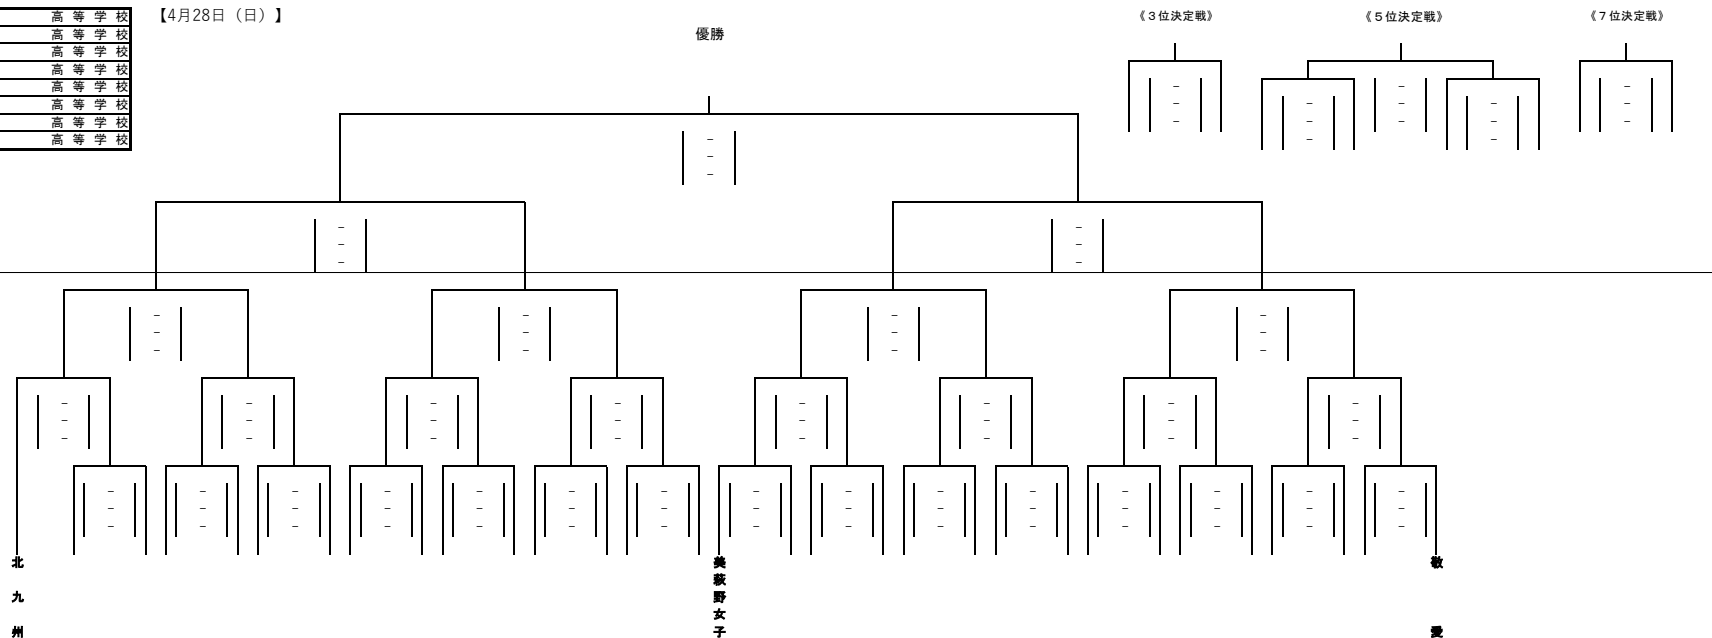 高等学校
高等学校
高等学校
高等学校
高等学校
高等学校
高等学校
高等学校
【4月28日（日）】
優勝
《３位決定戦》
《５位決定戦》
《７位決定戦》
北九州
美萩野女子
敬愛